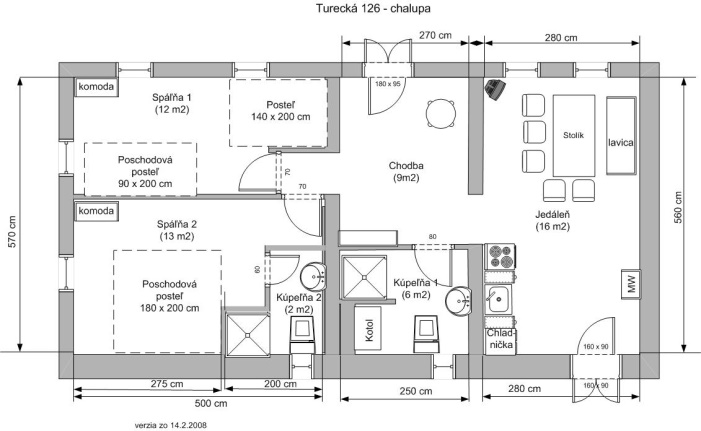 Turecká 126 - chalupa
270 cm
280 cm
komoda
Spáľňa 1
(12 m2)
Posteľ
140 x 200 cm
180 x 95
Stolík
lavica
Poschodová
posteľ
90 x 200 cm
70
70
Chodba
(9m2)
570 cm
560 cm
komoda
Spáľňa 2
(13 m2)
Jedáleň
(16 m2)
80
60
Poschodová
posteľ
180 x 200 cm
Kúpeľňa 2
(2 m2)
Kúpeľňa 1
(6 m2)
MW
Kotol
Chlad-
nička
160 x 90
160 x 90
275 cm
200 cm
250 cm
280 cm
500 cm
verzia zo 14.2.2008